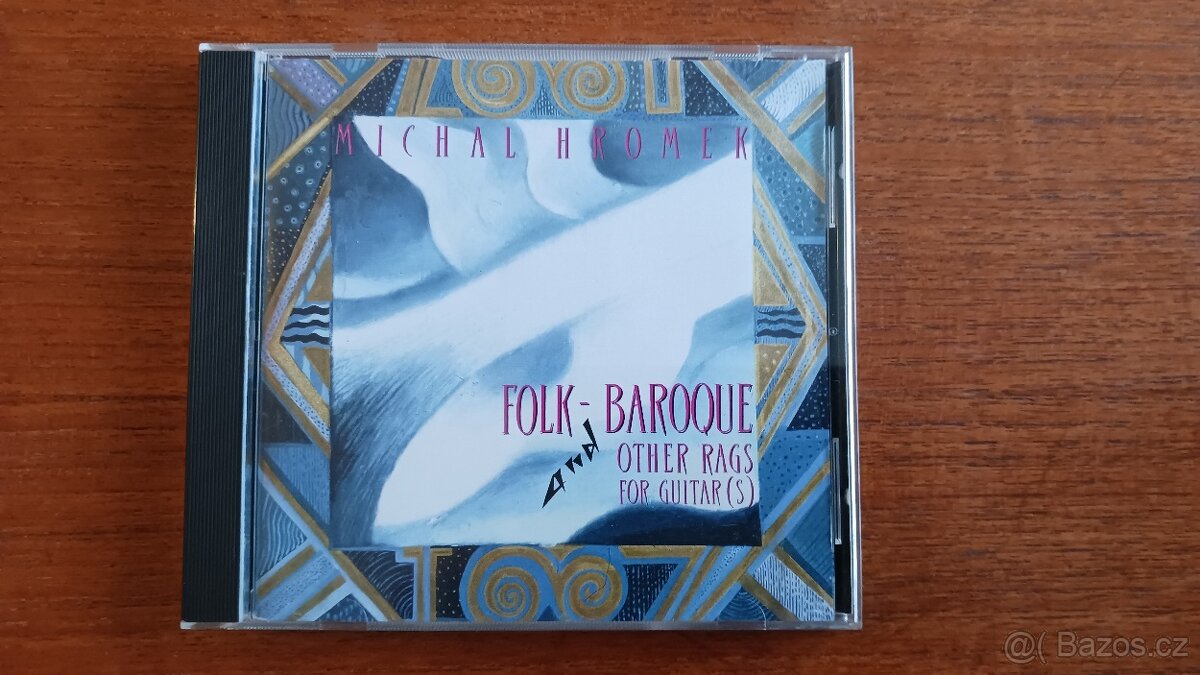 MICHAL HROMEK
FOLK-BAROQUE
and
OTHER RAGS
FOR GUITAR(S)
@( Bazos.cz